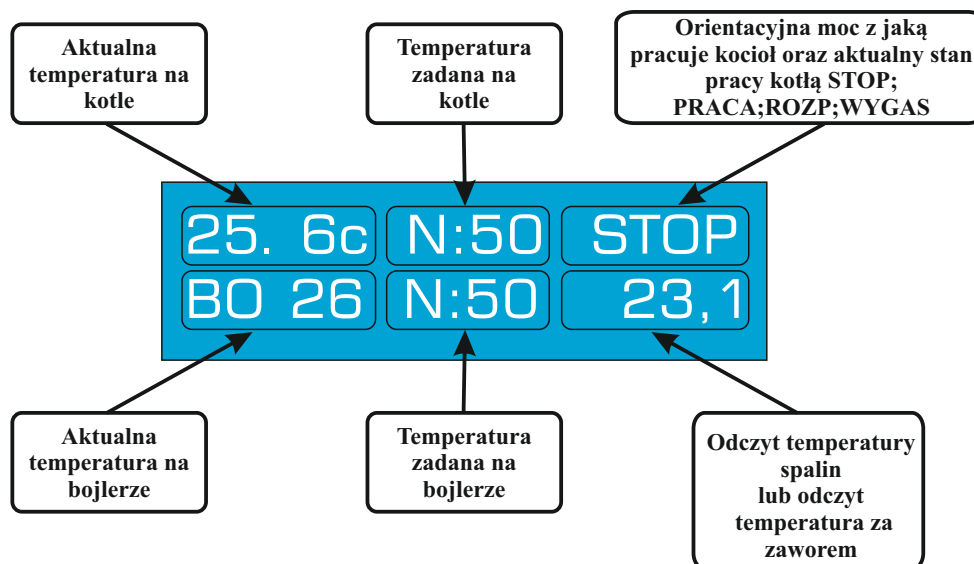 Aktualna
temperatura na
kotle
Temperatura
zadana na
kotle
Orientacyjna moc z jaką
pracuje kocioł oraz aktualny stan
pracy kotłą STOP;
PRACA;ROZP;WYGAS
25. 6c N:50 STOP
BO 26 N:50 23,1
Aktualna
temperatura na
bojlerze
Temperatura
zadana na
bojlerze
Odczyt temperatury
spalin
lub odczyt
temperatura za
zaworem